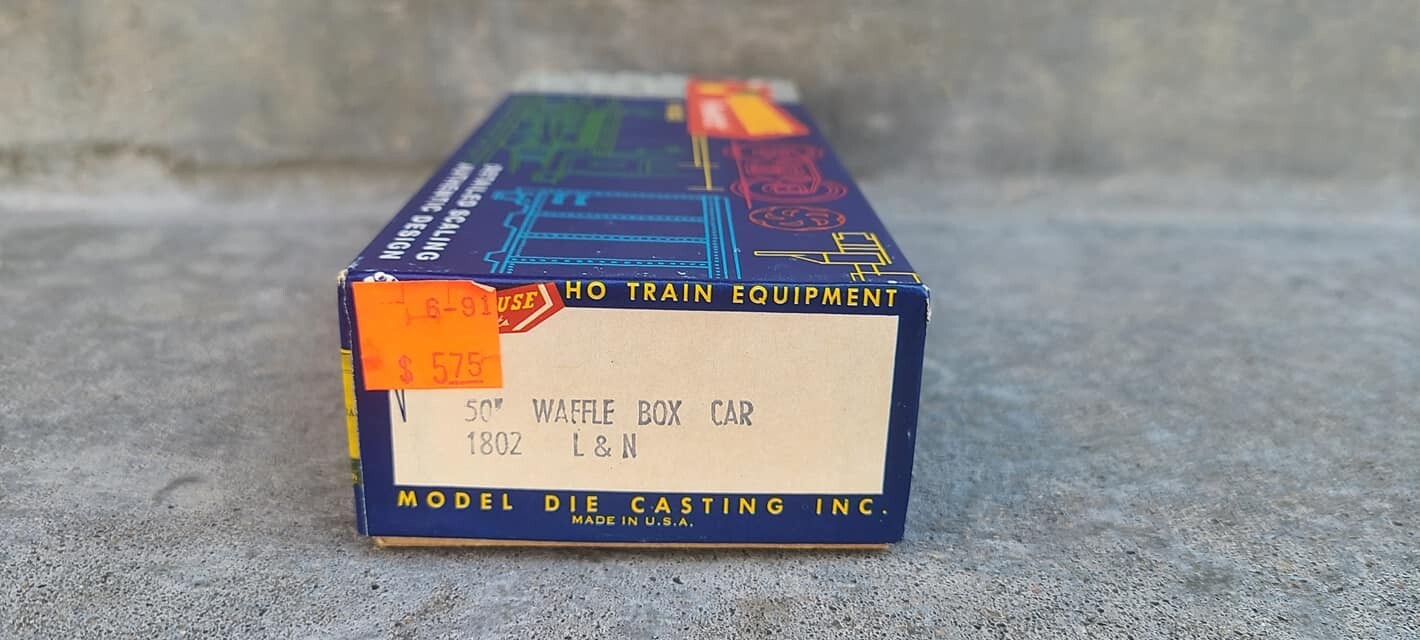 DETAILED SCALING
AUTHENTIC DESIGN
6-91
$ 575
HO TRAIN EQUIPMENT
50" WAFFLE BOX CAR
1802 L & N
MODEL DIE CASTING INC.
MADE IN U.S.A.